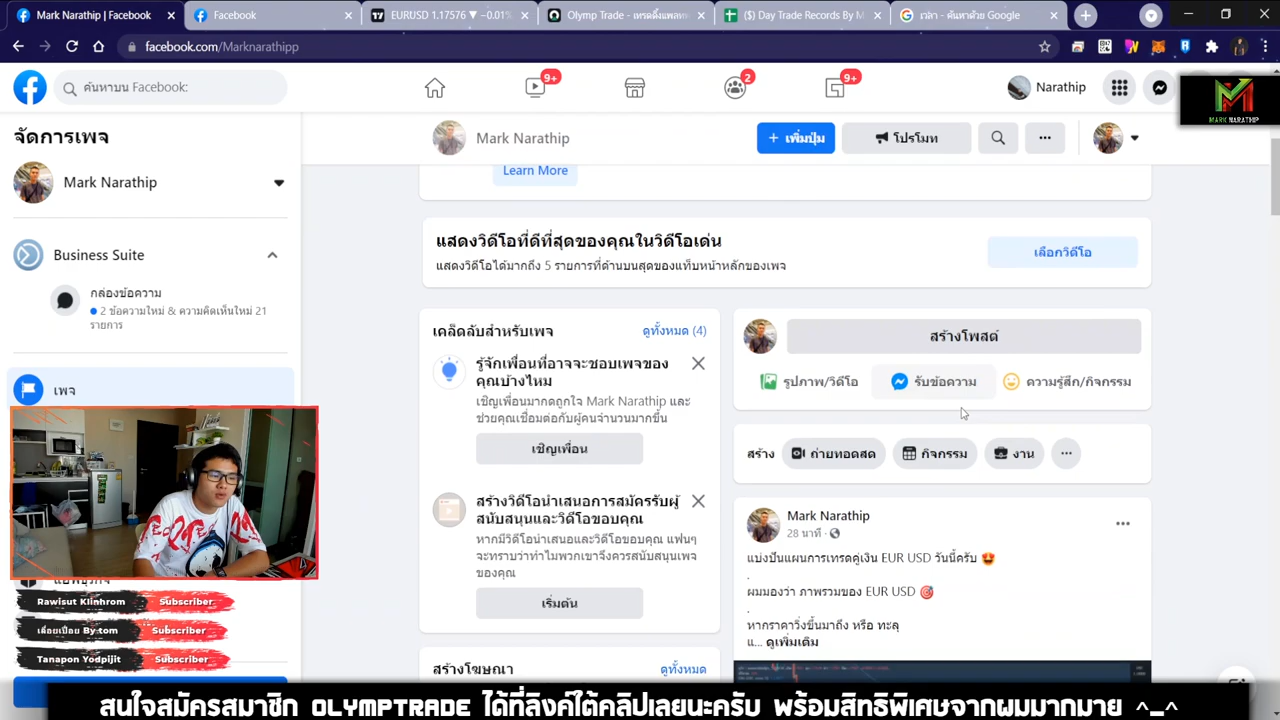 Mark Narathip | Facebook
Facebook
EURUSD 1.17576 ▼ −0.01%
Olymp Trade - เทรดดิ้งแพลท
($) Day Trade Records By M
เวลา - ค้นหาด้วย Google
facebook.com/Marknarathipp
ค้นหาบน Facebook
9+
2
9+
Narathip
MARK NARATHIP
จัดการเพจ
Mark Narathip
Mark Narathip
+ เพิ่มปุ่ม
โปรโมท
Learn More
Business Suite
กล่องข้อความ
2 ข้อความใหม่ & ความคิดเห็นใหม่ 21
รายการ
เพจ
แสดงวิดีโอที่ดีที่สุดของคุณในวิดีโอเด่น
แสดงวิดีโอได้มากถึง 5 รายการที่ด้านบนสุดของแท็บหน้าหลักของเพจ
เลือกวิดีโอ
เคล็ดลับสำหรับเพจ
ดูทั้งหมด (4)
รู้จักเพื่อนที่อาจจะชอบเพจของ
คุณบ้างไหม
เพื่อนมากดถูกใจ Mark Narathip และ
ช่วยคุณเชื่อมต่อกับผู้คนจำนวนมากขึ้น
เชิญเพื่อน
สร้างวิดีโอนำเสนอการสมัครรับผู้
สนับสนุนและวิดีโอขอบคุณ
หากมีวิดีโอนำเสนอและวิดีโอขอบคุณ แฟนๆ
จะทราบว่าทำไมพวกเขาจึงควรสนับสนุนเพจ
ของคุณ
เริ่มต้น
สร้างโฆษณา
ดูทั้งหมด
สร้างโพสต์
รูปภาพ/วิดีโอ
รับข้อความ
ความรู้สึก/กิจกรรม
สร้าง
ถ่ายทอดสด
กิจกรรม
งาน
Mark Narathip
28 นาที
แบ่งปันแผนการเทรดคู่เงิน EUR USD วันนี้ครับ 🤩
.
ผมมองว่า ภาพรวมของ EUR USD 🎯
.
หากราคาวิ่งขึ้นมาถึง หรือ ทะลุ
แ... ดูเพิ่มเติม
Rawisut Klinhrom Subscriber
เลื่อยเปื่อย By.tom Subscriber
Tanapon Yodpijit Subscriber
สนใจสมัครสมาชิก OLYMPTRADE ได้ที่ลิงค์ใต้คลิปเลยนะครับ พร้อมสิทธิพิเศษจากผมมากมาย ^_^